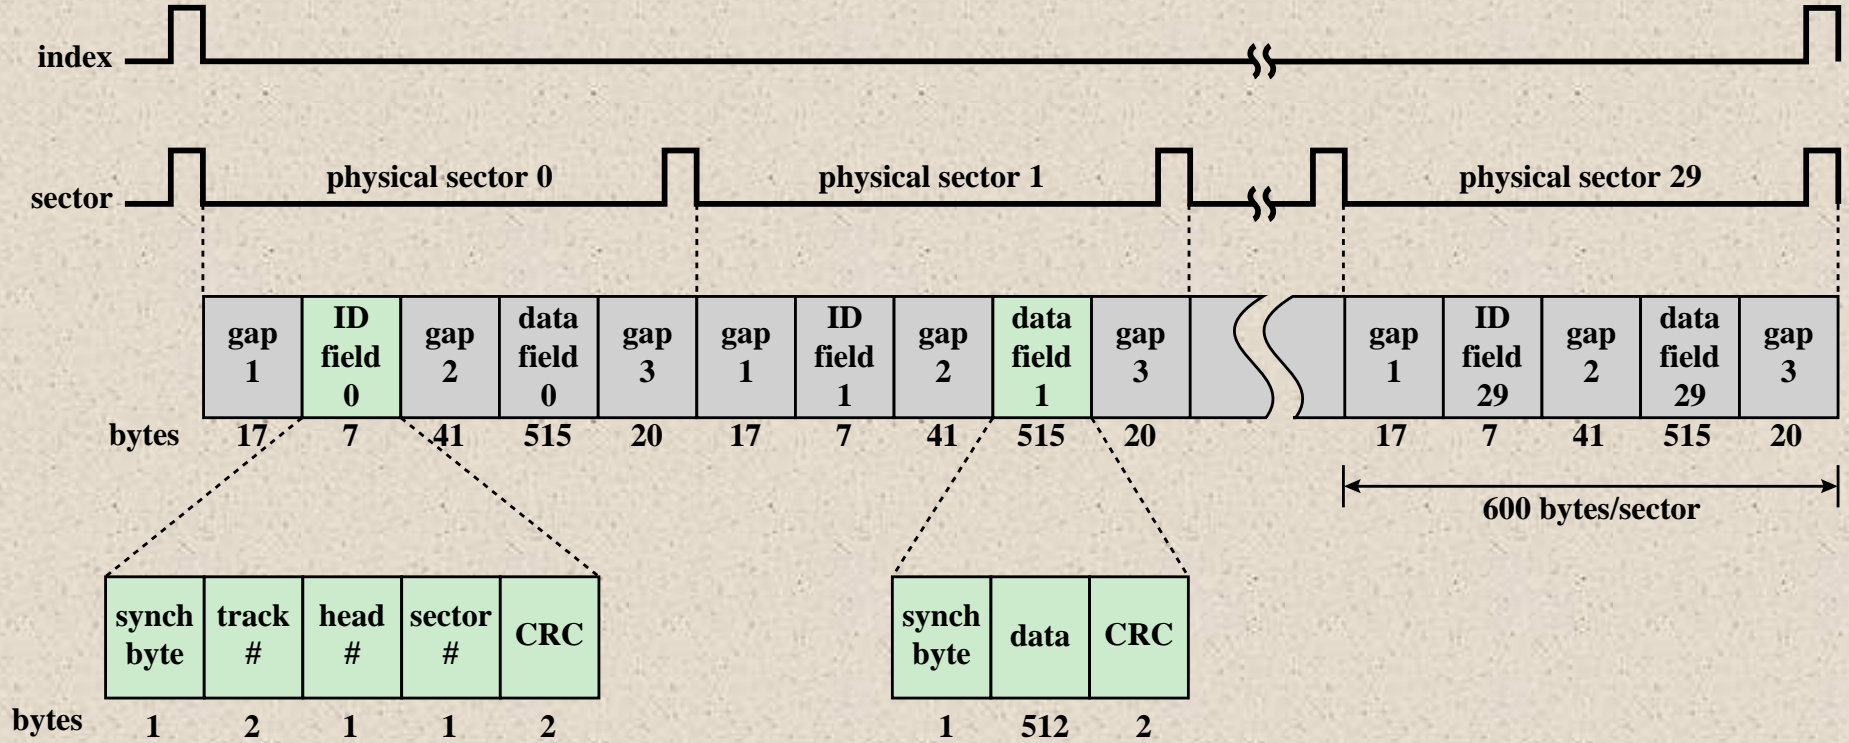 index
sector
physical sector 0
physical sector 1
physical sector 29
gap
1
ID
field
0
gap
2
data
field
0
gap
3
gap
1
ID
field
1
gap
2
data
field
1
gap
3
gap
1
ID
field
29
gap
2
data
field
29
gap
3
bytes 17 7 41 515 20 17 7 41 515 20 17 7 41 515 20
600 bytes/sector
synch
byte
track
#
head
#
sector
#
CRC
synch
byte
data
CRC
bytes 1 2 1 1 2 1 512 2